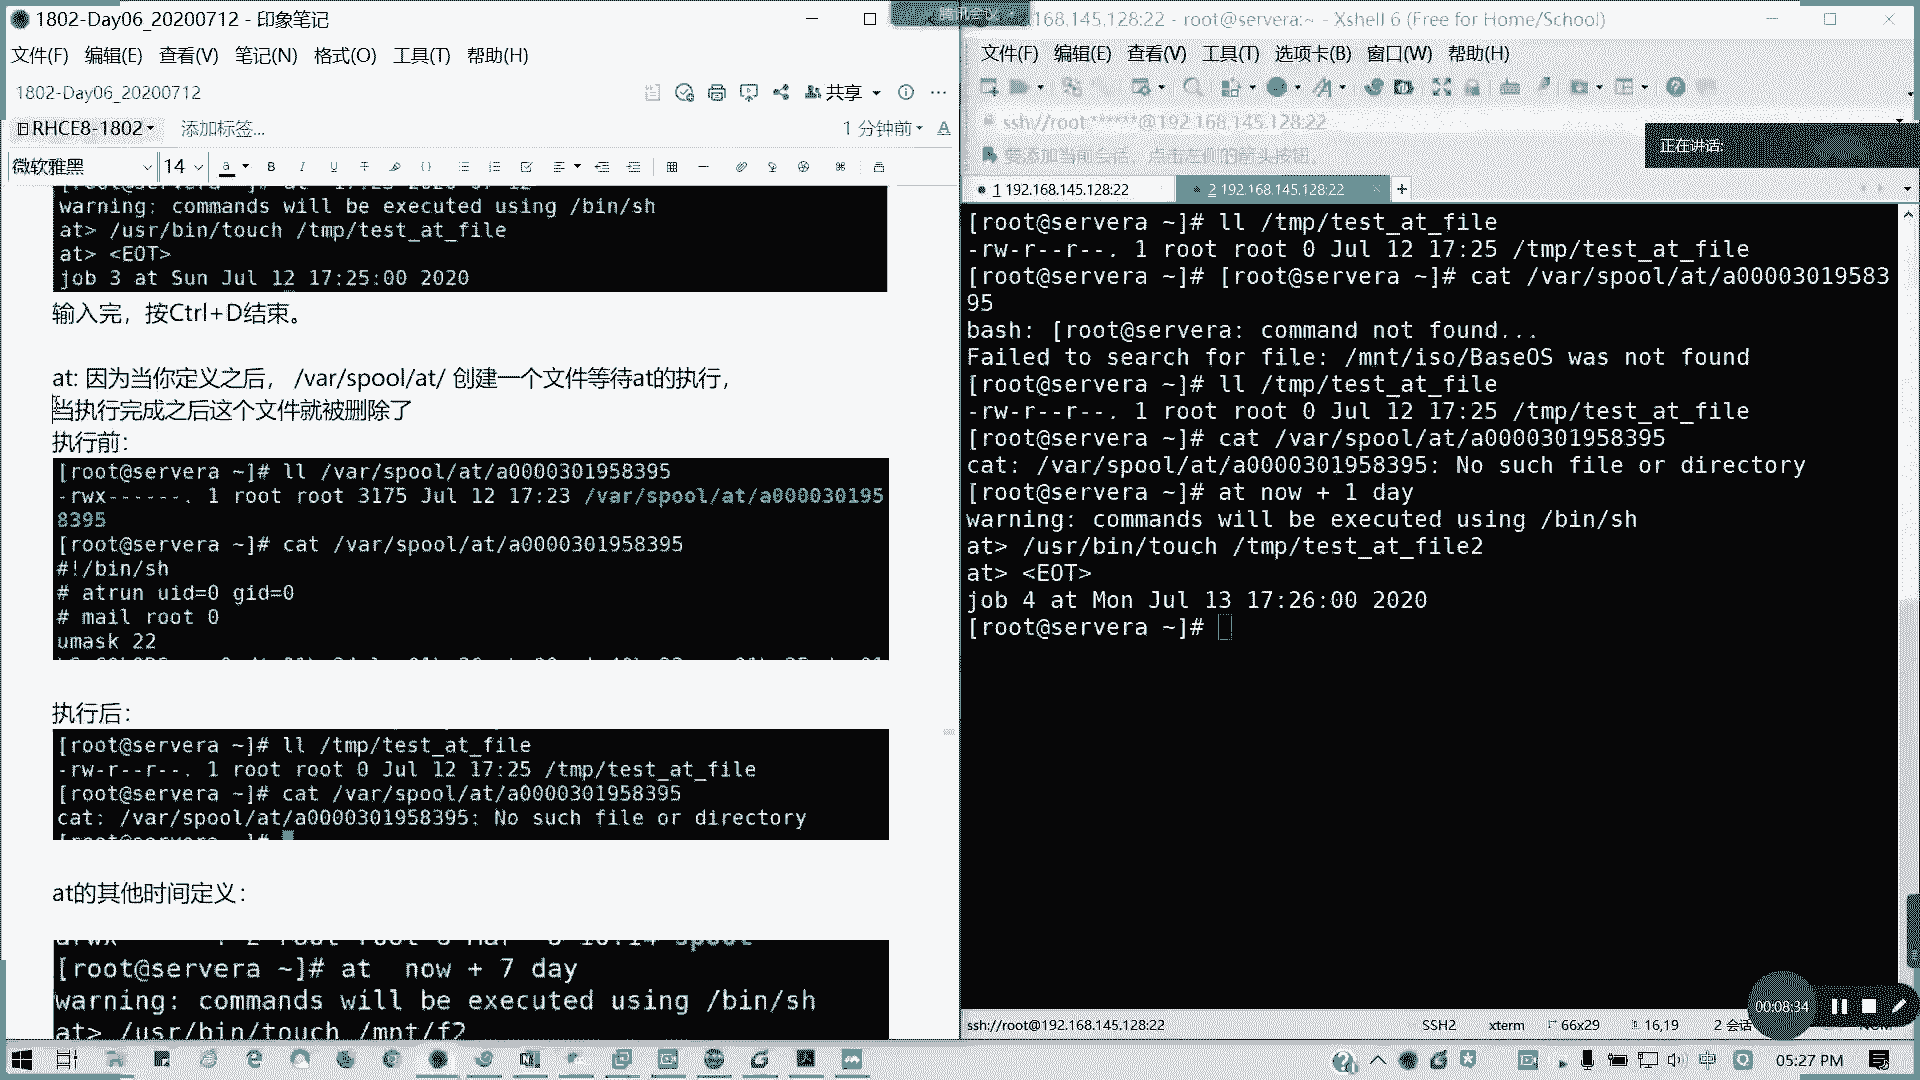 1802-Day06_20200712 - 印象笔记
文件(F) 编辑(E) 查看(V) 笔记(N) 格式(O) 工具(T) 帮助(H)
1802-Day06_20200712
共享
RHCE8-1802
添加标签...
1 分钟前
微软雅黑 14
warning: commands will be executed using /bin/sh
at> /usr/bin/touch /tmp/test_at_file
at> <EOT>
job 3 at Sun Jul 12 17:25:00 2020
输入完，按Ctrl+D结束。
at: 因为当你定义之后， /var/spool/at/ 创建一个文件等待at的执行，
当执行完成之后这个文件就被删除了
执行前：
[root@servera ~]# ll /var/spool/at/a0000301958395
-rwx------. 1 root root 3175 Jul 12 17:23 /var/spool/at/a000030195
8395
[root@servera ~]# cat /var/spool/at/a0000301958395
#!/bin/sh
# atrun uid=0 gid=0
# mail root 0
umask 22
执行后：
[root@servera ~]# ll /tmp/test_at_file
-rw-r--r--. 1 root root 0 Jul 12 17:25 /tmp/test_at_file
[root@servera ~]# cat /var/spool/at/a0000301958395
cat: /var/spool/at/a0000301958395: No such file or directory
at的其他时间定义：
[root@servera ~]# at  now + 7 day
warning: commands will be executed using /bin/sh
at> /usr/bin/touch /mnt/f2
168.145.128:22 - root@servera:~ - Xshell 6 (Free for Home/School)
文件(F) 编辑(E) 查看(V) 工具(T) 选项卡(B) 窗口(W) 帮助(H)
ssh://root:******@192.168.145.128:22
要添加当前会话，点击左侧的箭头按钮。
正在讲话:
1 192.168.145.128:22
2 192.168.145.128:22
[root@servera ~]# ll /tmp/test_at_file
-rw-r--r--. 1 root root 0 Jul 12 17:25 /tmp/test_at_file
[root@servera ~]# [root@servera ~]# cat /var/spool/at/a00003019583
95
bash: [root@servera: command not found...
Failed to search for file: /mnt/iso/BaseOS was not found
[root@servera ~]# ll /tmp/test_at_file
-rw-r--r--. 1 root root 0 Jul 12 17:25 /tmp/test_at_file
[root@servera ~]# cat /var/spool/at/a0000301958395
cat: /var/spool/at/a0000301958395: No such file or directory
[root@servera ~]# at now + 1 day
warning: commands will be executed using /bin/sh
at> /usr/bin/touch /tmp/test_at_file2
at> <EOT>
job 4 at Mon Jul 13 17:26:00 2020
[root@servera ~]#
00:08:34
ssh://root@192.168.145.128:22 SSH2 xterm 66x29 16,19 2 会话
05:27 PM